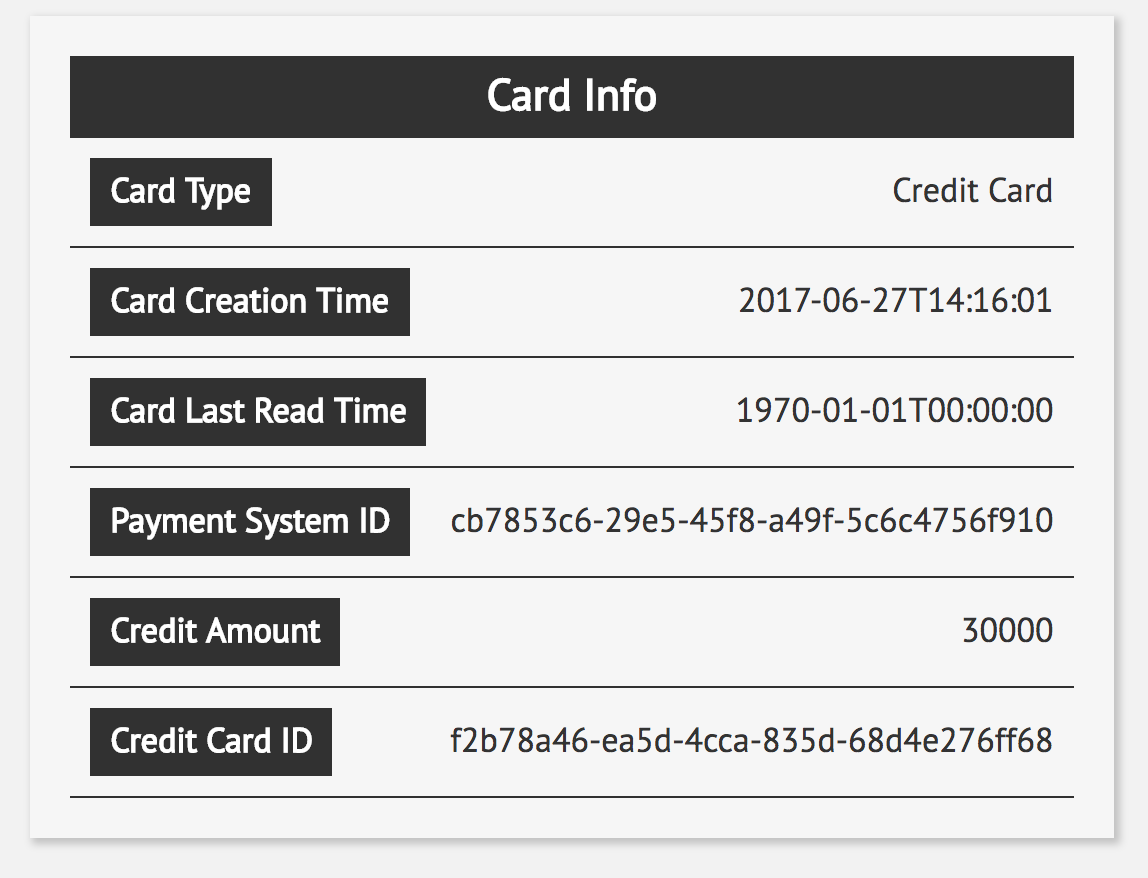 Card Info
Card Type Credit Card
Card Creation Time 2017-06-27T14:16:01
Card Last Read Time 1970-01-01T00:00:00
Payment System ID cb7853c6-29e5-45f8-a49f-5c6c4756f910
Credit Amount 30000
Credit Card ID f2b78a46-ea5d-4cca-835d-68d4e276ff68